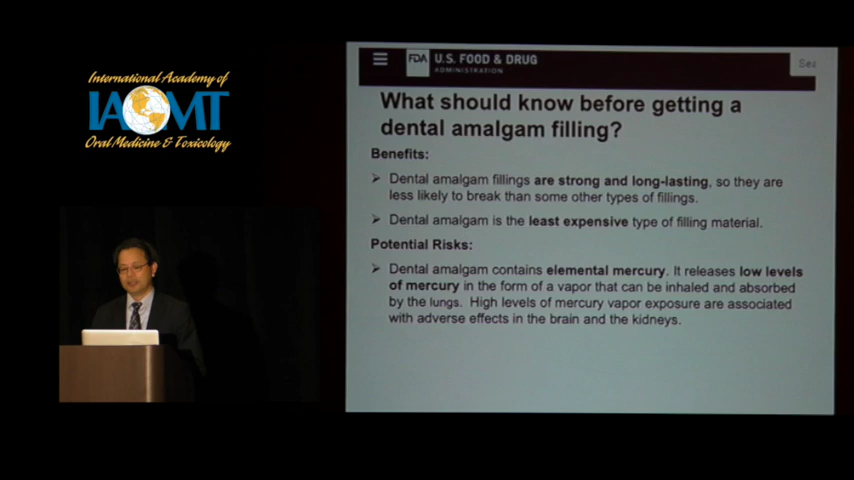 International Academy of
IAOMT
Oral Medicine & Toxicology
FDA U.S. FOOD & DRUG
ADMINISTRATION
Sea
What should know before getting a
dental amalgam filling?
Benefits:
➢ Dental amalgam fillings are strong and long-lasting, so they are
less likely to break than some other types of fillings.
➢ Dental amalgam is the least expensive type of filling material.
Potential Risks:
➢ Dental amalgam contains elemental mercury. It releases low levels
of mercury in the form of a vapor that can be inhaled and absorbed
by the lungs. High levels of mercury vapor exposure are associated
with adverse effects in the brain and the kidneys.